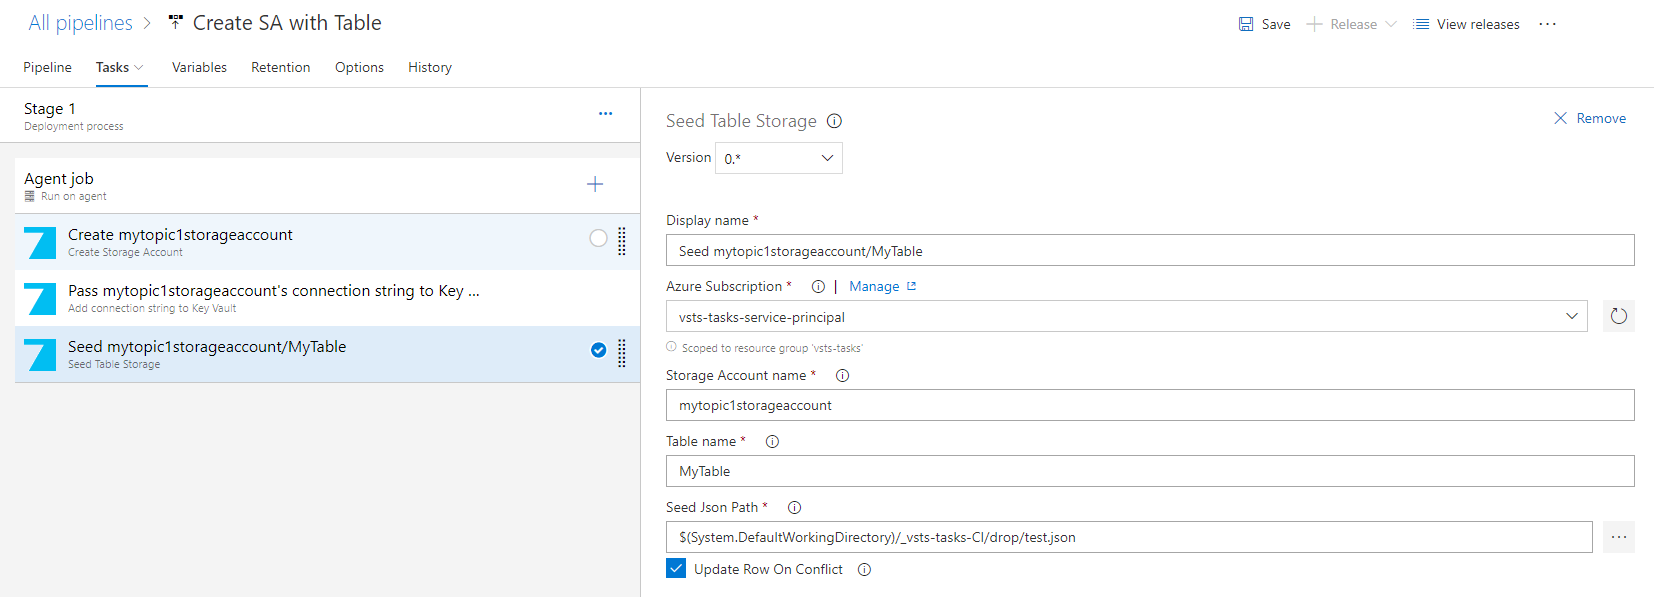 All pipelines > Create SA with Table
Save + Release View releases ...
Pipeline Tasks Variables Retention Options History
Stage 1
Deployment process
...
Agent job
Run on agent
+
Create mytopic1storageaccount
Create Storage Account
Pass mytopic1storageaccount's connection string to Key ...
Add connection string to Key Vault
Seed mytopic1storageaccount/MyTable
Seed Table Storage
Seed Table Storage
Remove
Version 0.*
Display name *
Seed mytopic1storageaccount/MyTable
Azure Subscription * | Manage
vsts-tasks-service-principal
Scoped to resource group 'vsts-tasks'
Storage Account name *
mytopic1storageaccount
Table name *
MyTable
Seed Json Path *
$(System.DefaultWorkingDirectory)/_vsts-tasks-CI/drop/test.json
...
Update Row On Conflict